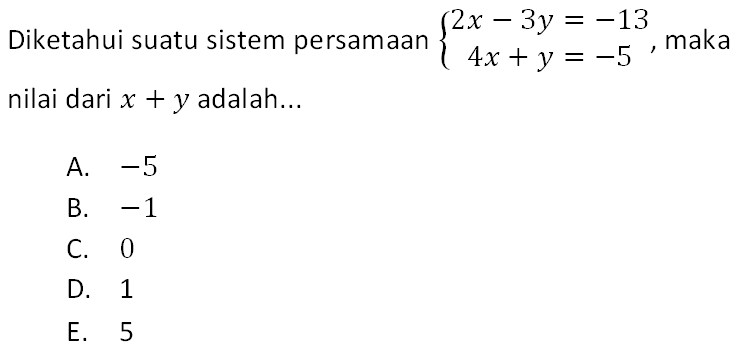 Diketahui suatu sistem persamaan {2x − 3y = −13
4x + y = −5 , maka
nilai dari x + y adalah...
A. −5
B. −1
C. 0
D. 1
E. 5